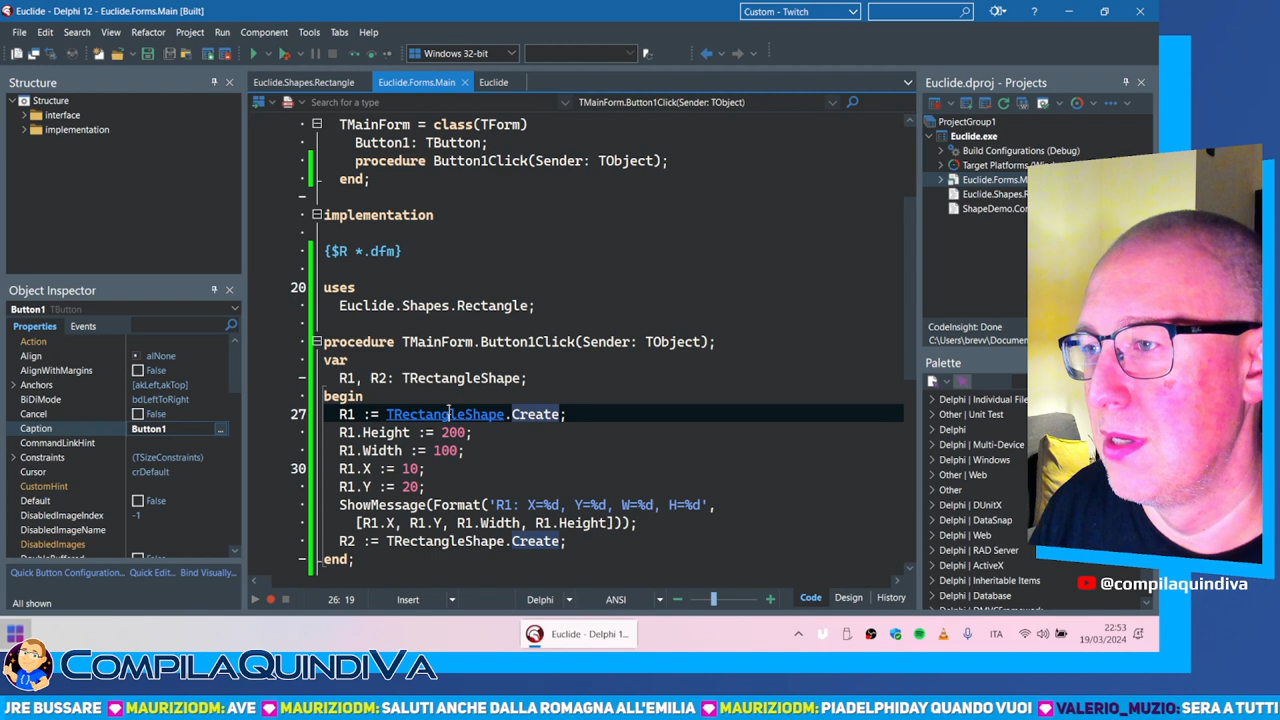 Euclide - Delphi 12 - Euclide.Forms.Main [Built]
Custom - Twitch
File Edit Search View Refactor Project Run Component Tools Tabs Help
Windows 32-bit
Structure
Structure
interface
implementation
Object Inspector
Button1 TButton
Properties Events
Action
Align alNone
AlignWithMargins False
Anchors [akLeft,akTop]
BiDiMode bdLeftToRight
Cancel False
Caption Button1
CommandLinkHint
Constraints (TSizeConstraints)
Cursor crDefault
CustomHint
Default False
DisabledImageIndex -1
DisabledImageName
DisabledImages
Quick Button Configuration... Quick Edit... Bind Visually...
All shown
Euclide.Shapes.Rectangle Euclide.Forms.Main Euclide
Search for a type
TMainForm.Button1Click(Sender: TObject)
TMainForm = class(TForm)
Button1: TButton;
procedure Button1Click(Sender: TObject);
end;
implementation
{$R *.dfm}
20 uses
Euclide.Shapes.Rectangle;
procedure TMainForm.Button1Click(Sender: TObject);
var
R1, R2: TRectangleShape;
begin
27 R1 := TRectangleShape.Create;
R1.Height := 200;
R1.Width := 100;
30 R1.X := 10;
R1.Y := 20;
ShowMessage(Format('R1: X=%d, Y=%d, W=%d, H=%d',
[R1.X, R1.Y, R1.Width, R1.Height]));
R2 := TRectangleShape.Create;
end;
26: 19 Insert Delphi ANSI Code Design History
Euclide.dproj - Projects
ProjectGroup1
Euclide.exe
Build Configurations (Debug)
Target Platforms (Win
Euclide.Forms.M
Euclide.Shapes.R
ShapeDemo.Co
CodeInsight: Done
C:\Users\brevv\Docume
Palette
Delphi | Individual Files
Other | Unit Test
Delphi
Delphi | Multi-Device
Delphi | Windows
Other | Web
Other
Delphi | DUnitX
Delphi | DataSnap
Delphi | Web
Delphi | RAD Server
Delphi | ActiveX
Delphi | Inheritable Items
Delphi | Database
@compilaquindiva
Euclide - Delphi 1...
ITA
22:53
19/03/2024
COMPILAQUINDIVA
JRE BUSSARE MAURIZIODM: AVE MAURIZIODM: SALUTI ANCHE DALLA ROMAGNA ALL'EMILIA MAURIZIODM: PIADELPHIDAY QUANDO VUOI VALERIO_MUZIO: SERA A TUTTI